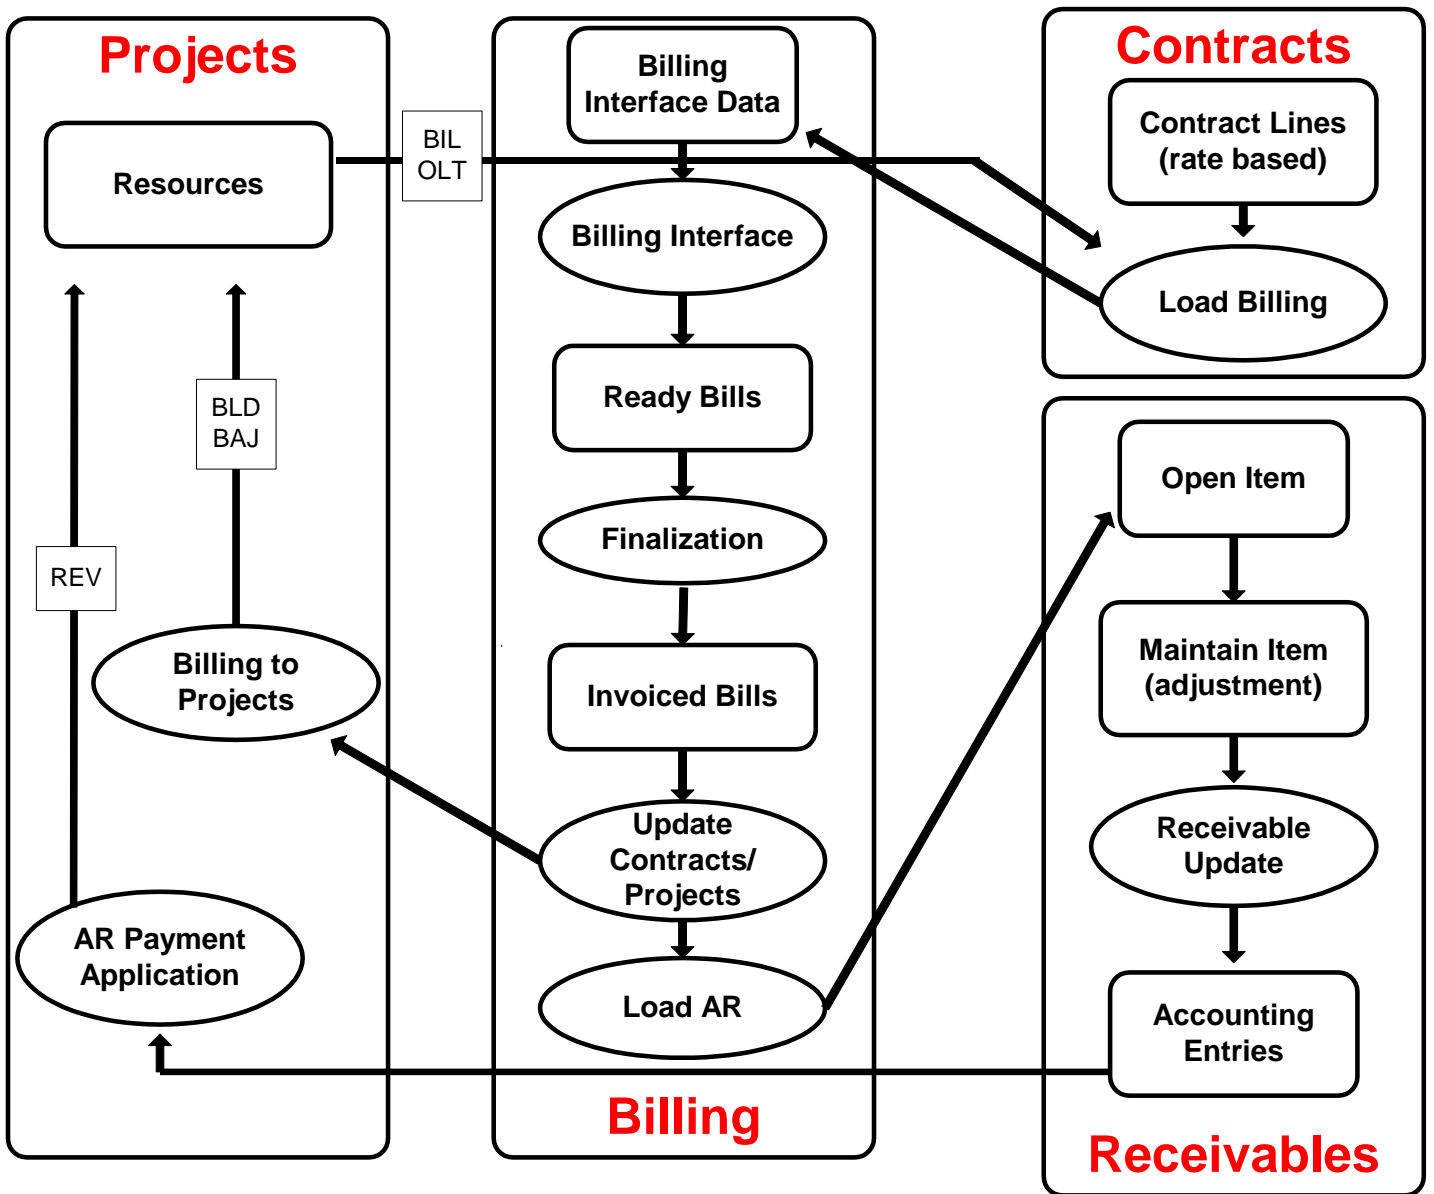 Projects
Resources
BIL
OLT
BLD
BAJ
REV
Billing to
Projects
AR Payment
Application
Billing
Interface Data
Billing Interface
Ready Bills
Finalization
Invoiced Bills
Update
Contracts/
Projects
Load AR
Billing
Contracts
Contract Lines
(rate based)
Load Billing
Open Item
Maintain Item
(adjustment)
Receivable
Update
Accounting
Entries
Receivables